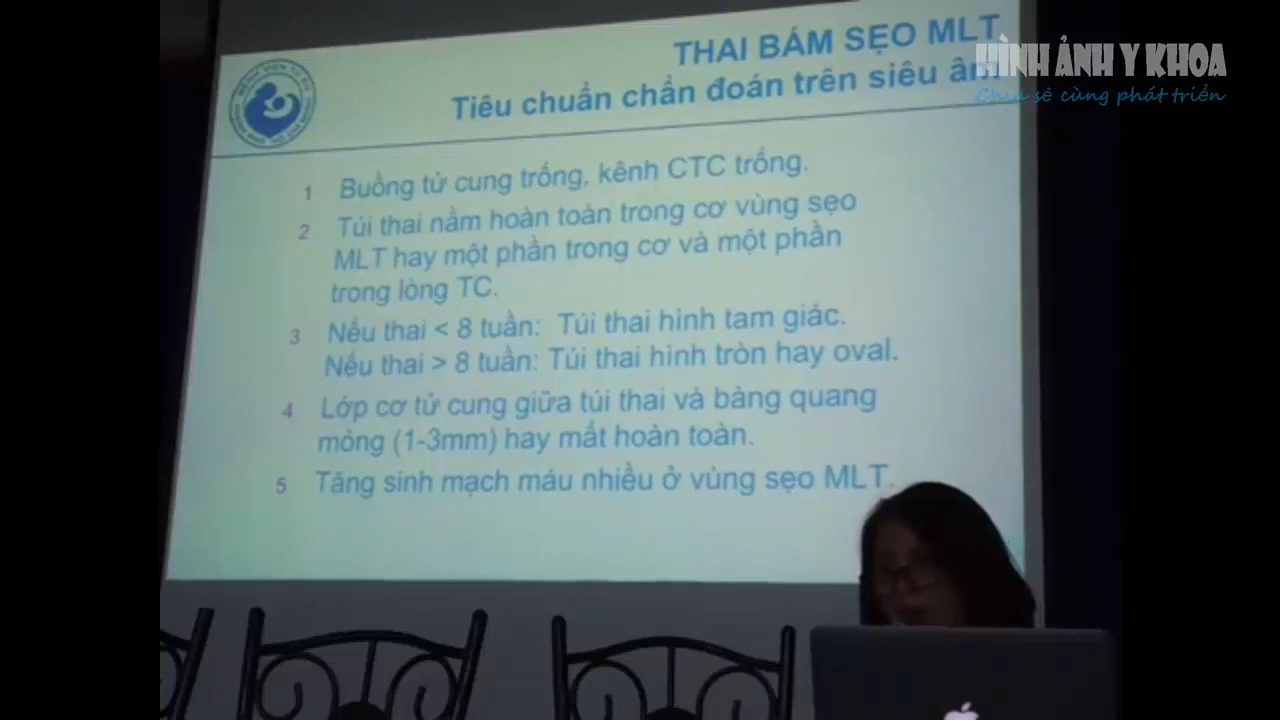 THAI BÁM SẸO MLT
Tiêu chuẩn chẩn đoán trên siêu âm
HÌNH ẢNH Y KHOA
Chia sẻ cùng phát triển
1 Buồng tử cung trống, kênh CTC trống.
2 Túi thai nằm hoàn toàn trong cơ vùng sẹo
MLT hay một phần trong cơ và một phần
trong lòng TC.
3 Nếu thai < 8 tuần: Túi thai hình tam giác.
Nếu thai > 8 tuần: Túi thai hình tròn hay oval.
4 Lớp cơ tử cung giữa túi thai và bàng quang
mỏng (1-3mm) hay mất hoàn toàn.
5 Tăng sinh mạch máu nhiều ở vùng sẹo MLT.